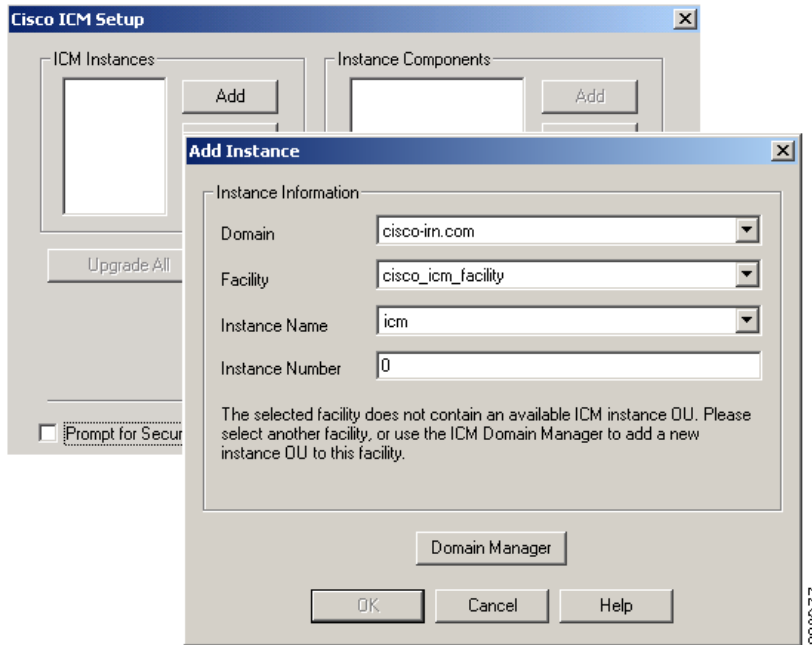 Cisco ICM Setup
ICM Instances
Instance Components
Add
Add
Add Instance
Instance Information
Domain
cisco-irn.com
Facility
cisco_icm_facility
Instance Name
icm
Instance Number
0
The selected facility does not contain an available ICM instance OU. Please
select another facility, or use the ICM Domain Manager to add a new
instance OU to this facility.
Upgrade All
Prompt for Secur
Domain Manager
OK
Cancel
Help